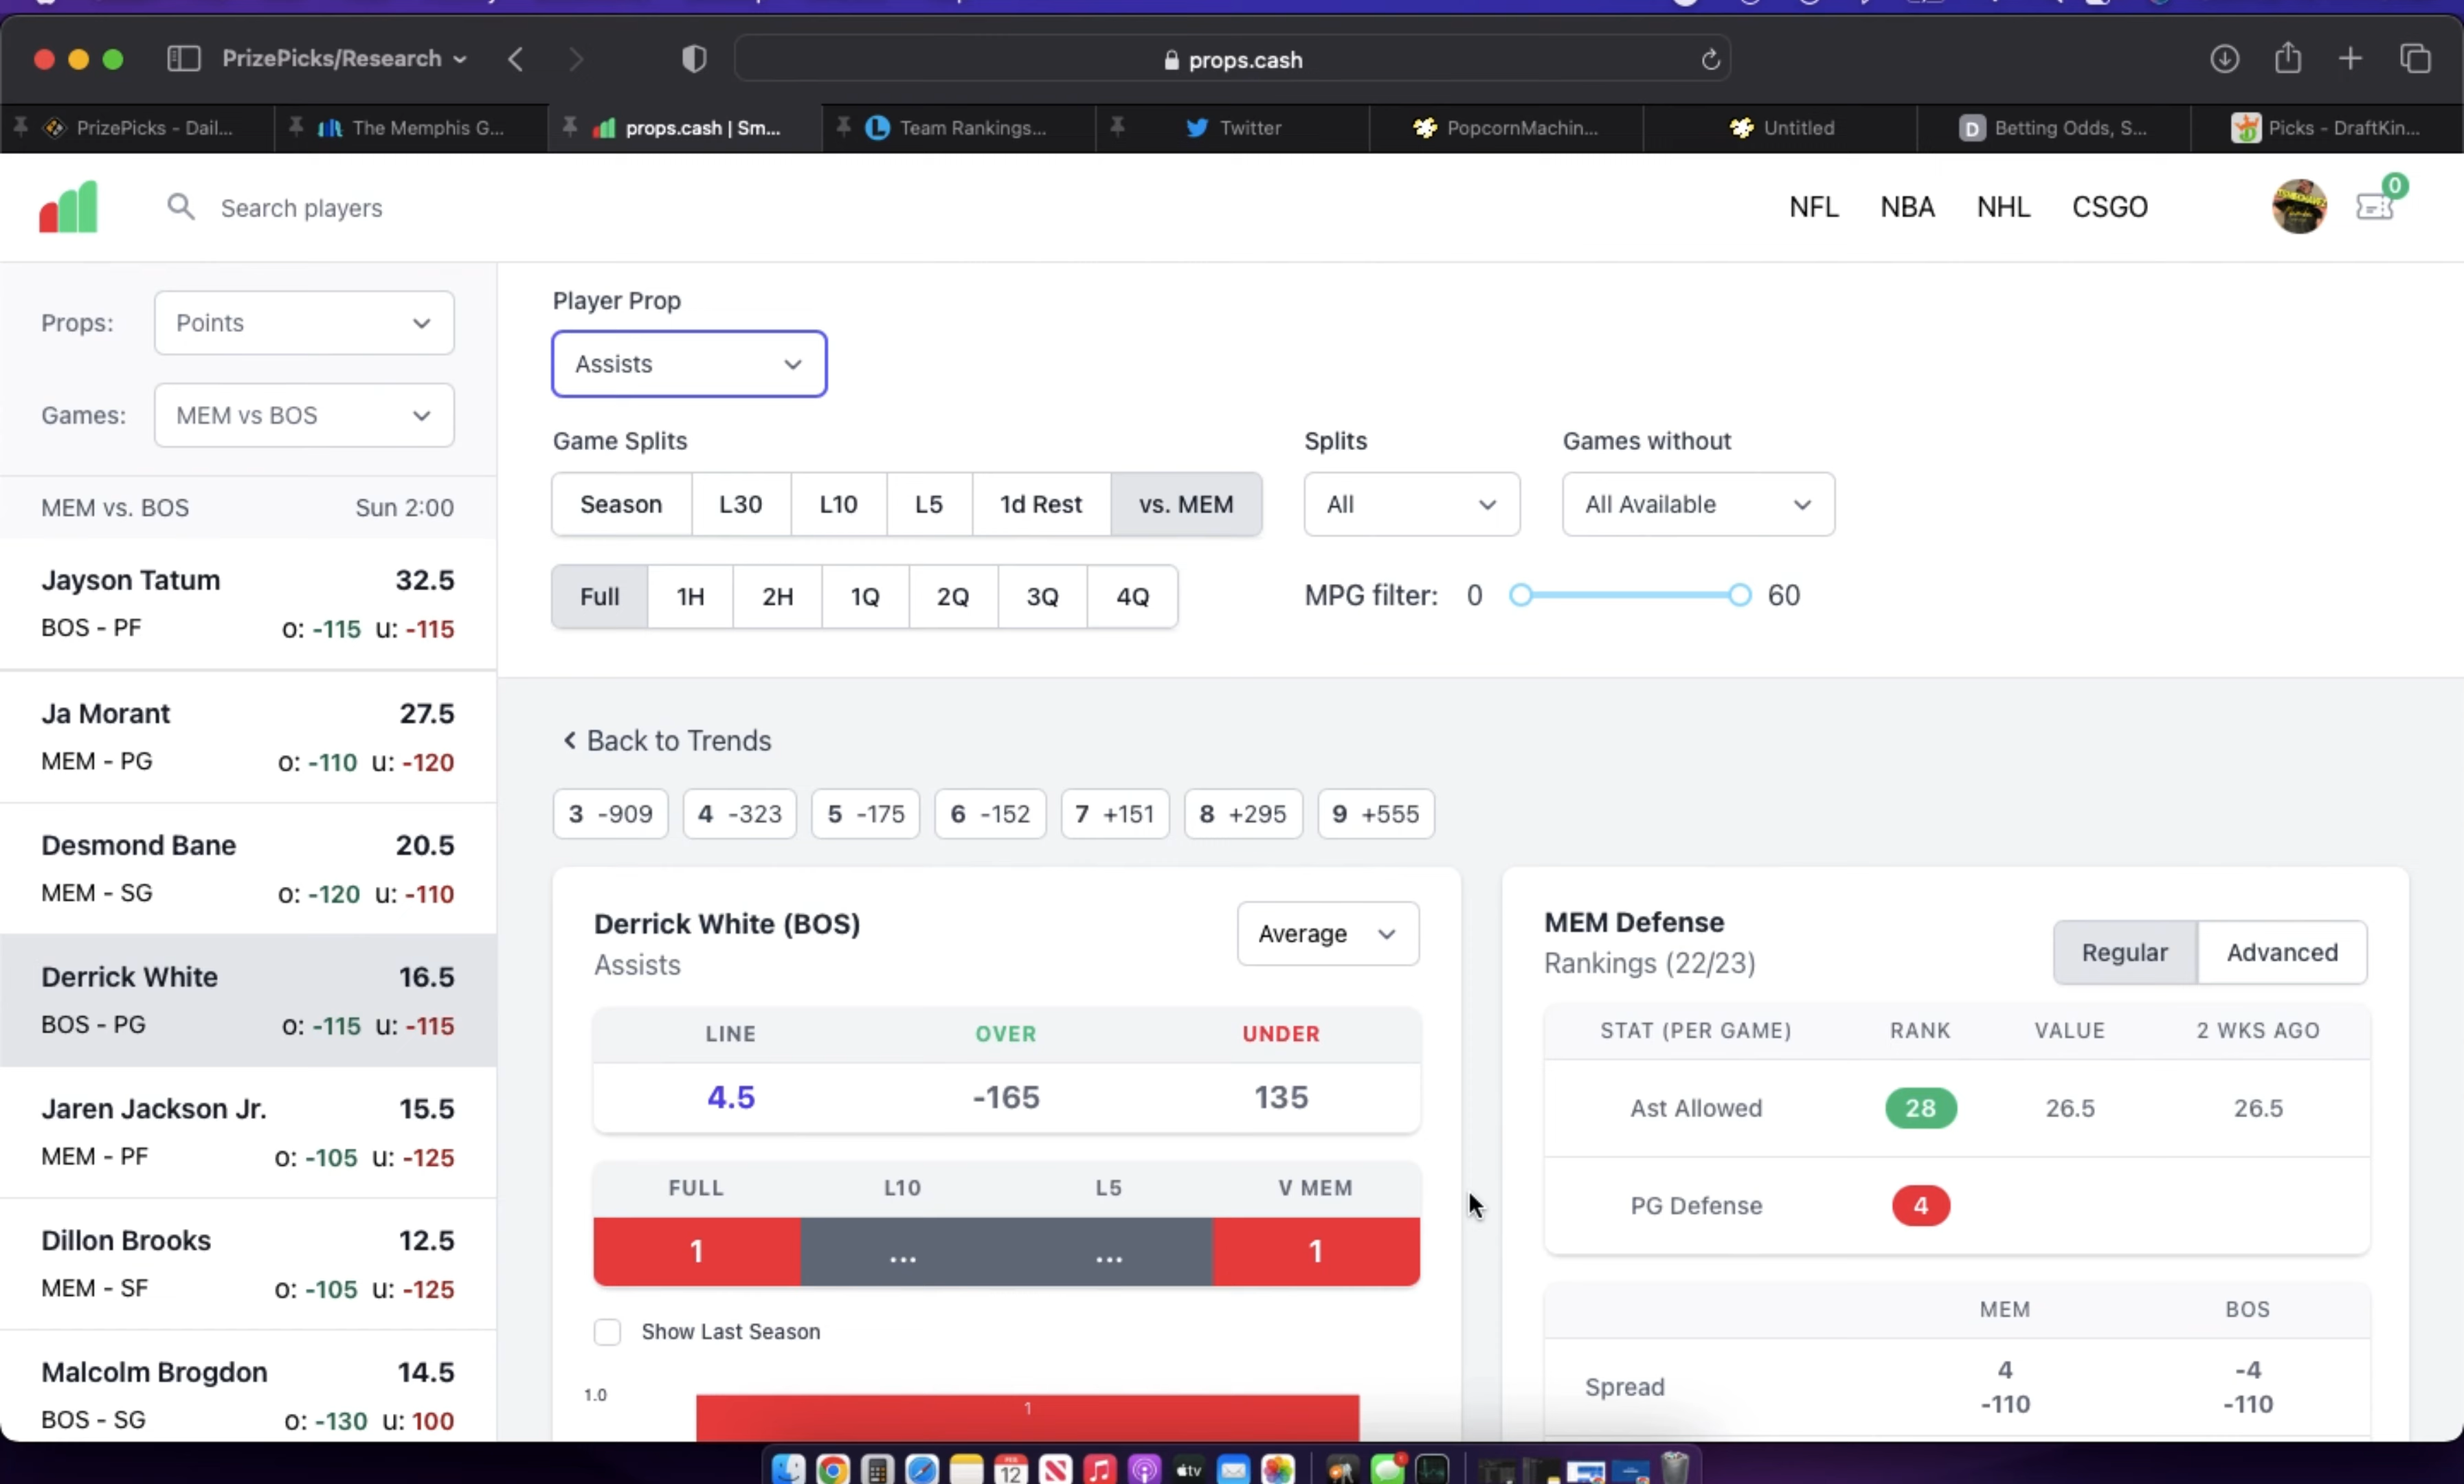 PrizePicks/Research
props.cash
PrizePicks - Dail...
The Memphis G...
props.cash | Sm...
Team Rankings...
Twitter
PopcornMachin...
Untitled
Betting Odds, S...
Picks - DraftKin...
Search players
NFL NBA NHL CSGO
0
Props: Points
Games: MEM vs BOS
MEM vs. BOS Sun 2:00
Jayson Tatum 32.5
BOS - PF o: -115 u: -115
Ja Morant 27.5
MEM - PG o: -110 u: -120
Desmond Bane 20.5
MEM - SG o: -120 u: -110
Derrick White 16.5
BOS - PG o: -115 u: -115
Jaren Jackson Jr. 15.5
MEM - PF o: -105 u: -125
Dillon Brooks 12.5
MEM - SF o: -105 u: -125
Malcolm Brogdon 14.5
BOS - SG o: -130 u: 100
Player Prop
Assists
Game Splits
Season L30 L10 L5 1d Rest vs. MEM
Full 1H 2H 1Q 2Q 3Q 4Q
Splits
All
Games without
All Available
MPG filter: 0 60
Back to Trends
3 -909 4 -323 5 -175 6 -152 7 +151 8 +295 9 +555
Derrick White (BOS)
Assists
Average
LINE OVER UNDER
4.5 -165 135
FULL L10 L5 V MEM
1 ... ... 1
Show Last Season
1.0
1
MEM Defense
Rankings (22/23)
Regular Advanced
STAT (PER GAME) RANK VALUE 2 WKS AGO
Ast Allowed 28 26.5 26.5
PG Defense 4
MEM BOS
Spread 4 -4
-110 -110
FEB
12
tv